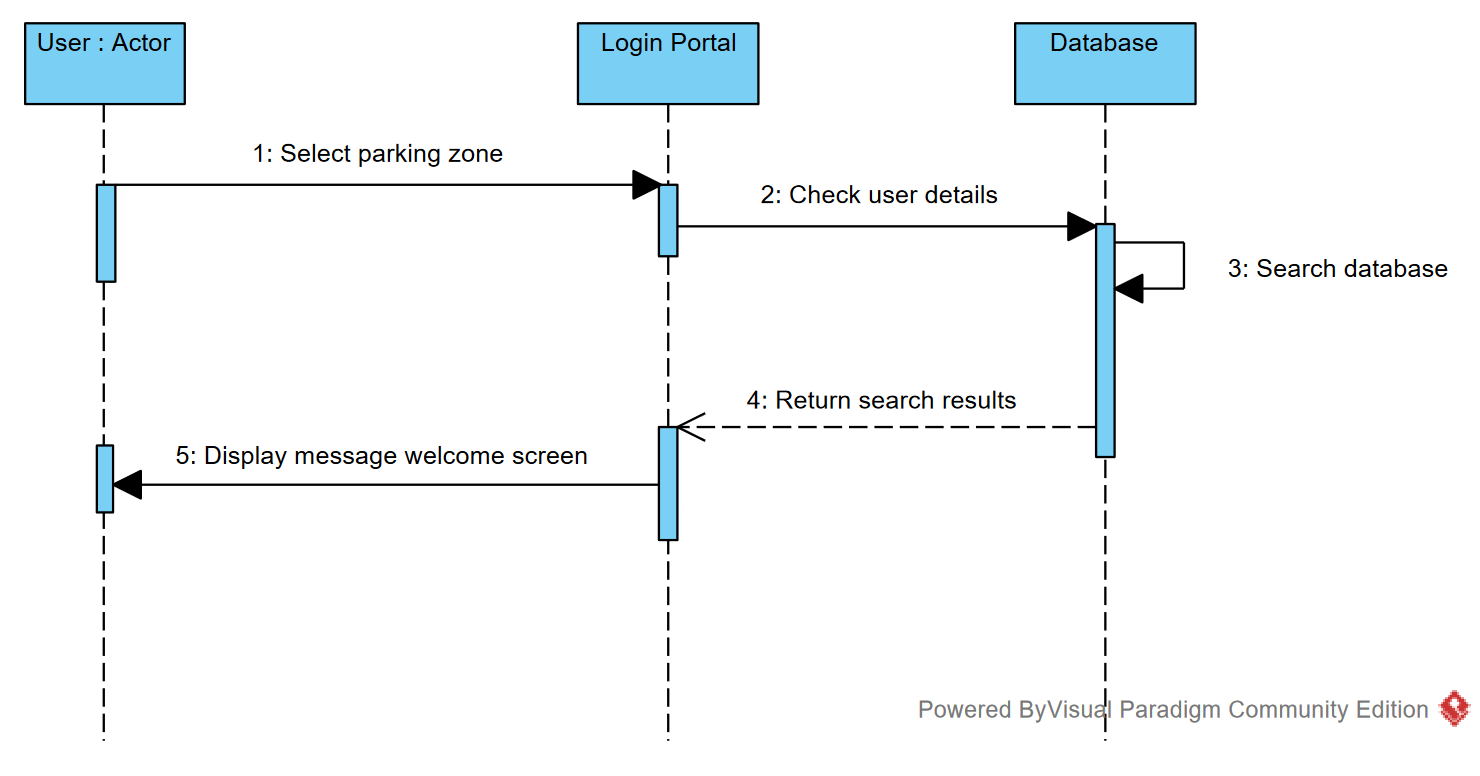 User : Actor
Login Portal
Database
1: Select parking zone
2: Check user details
3: Search database
4: Return search results
5: Display message welcome screen
Powered ByVisual Paradigm Community Edition